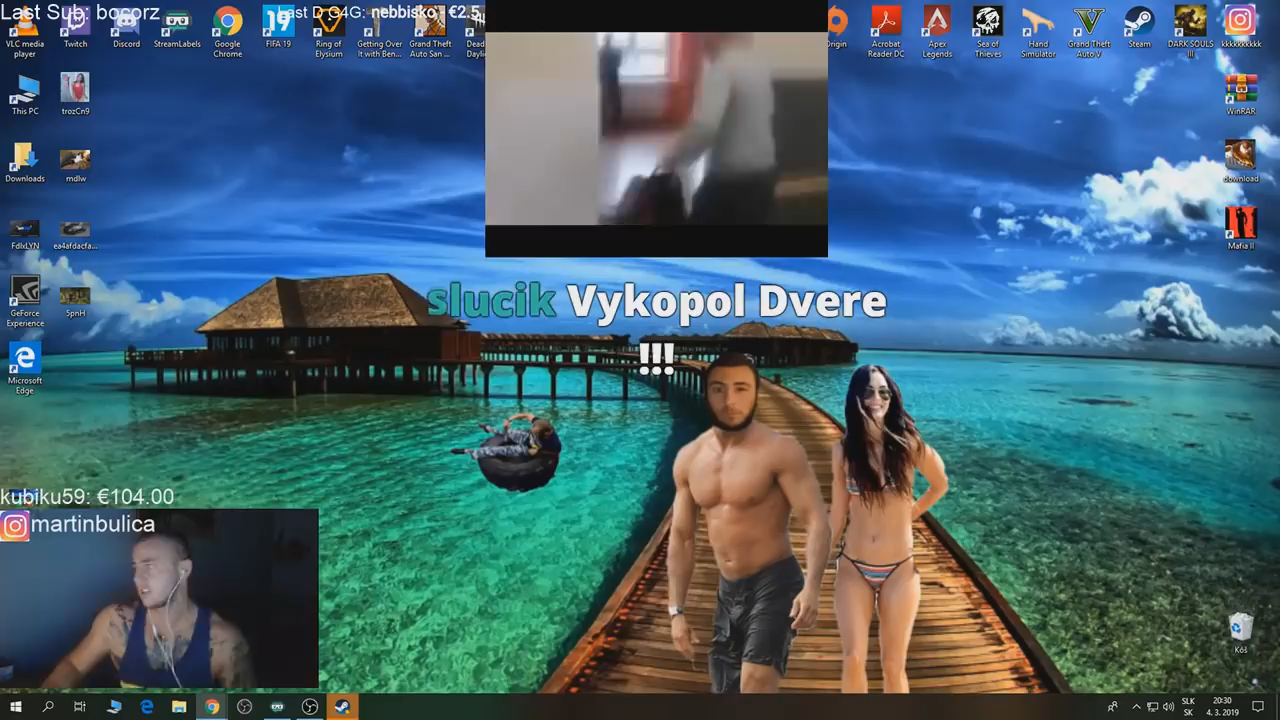 Last Sub: bocorz
Last D G4G: nebbisko, €2.5
VLC media player
Twitch
Discord
StreamLabels
Google Chrome
FIFA 19
Ring of Elysium
Getting Over It with Ben...
Grand Theft Auto San ...
Dead
Origin
Acrobat Reader DC
Apex Legends
Sea of Thieves
Hand Simulator
Grand Theft Auto V
Steam
DARK SOULS III
kkkkkkkkkk
This PC
trozCn9
WinRAR
Downloads
mdlw
download
FdlxLYN
ea4afdacfa...
Mafia II
GeForce Experience
5pnH
Microsoft Edge
slucik Vykopol Dvere
!!!
kubiku59: €104.00
martinbulica
Kôš
SLK
SK
20:30
4. 3. 2019